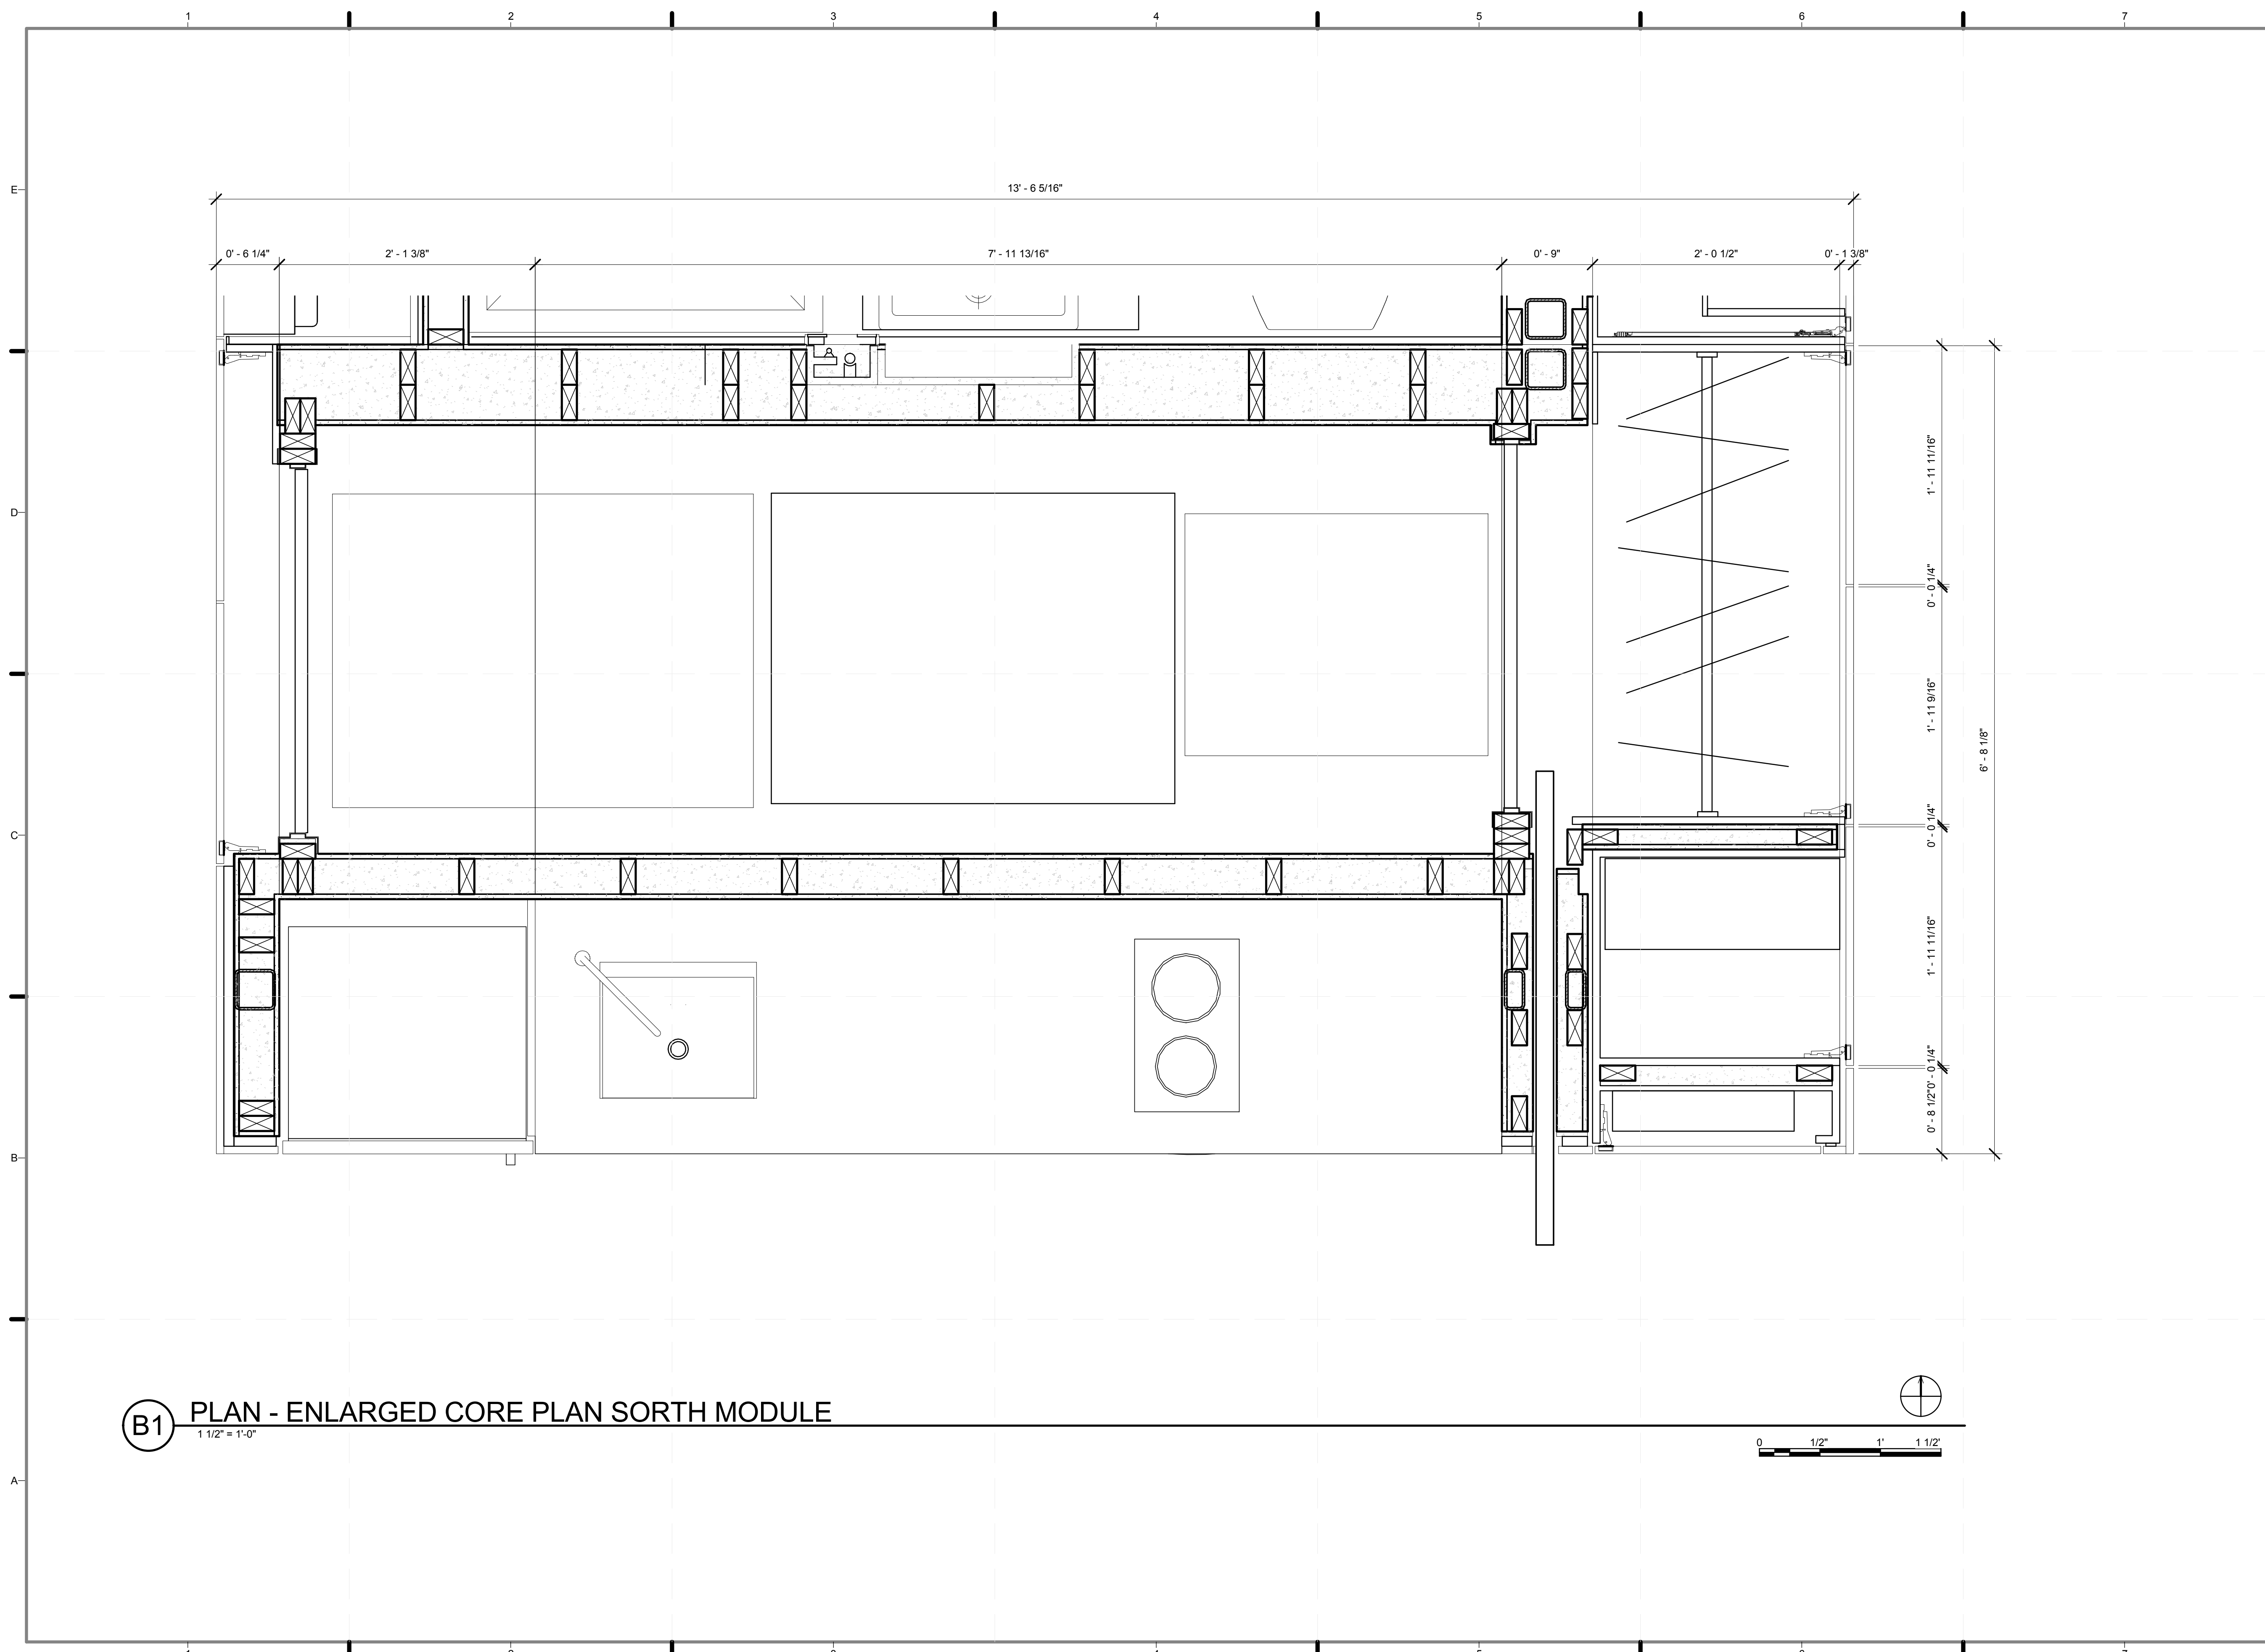 1 2 3 4 5 6 7
E
13' - 6 5/16"
0' - 6 1/4" 2' - 1 3/8" 7' - 11 13/16" 0' - 9" 2' - 0 1/2" 0' - 1 3/8"
1' - 11 11/16"
D
0' - 0 1/4"
1' - 11 9/16"
6' - 8 1/8"
C
0' - 0 1/4"
1' - 11 11/16"
0' - 0 1/4"
0' - 8 1/2"
B
B1
PLAN - ENLARGED CORE PLAN SORTH MODULE
1 1/2" = 1'-0"
0 1/2" 1' 1 1/2'
A